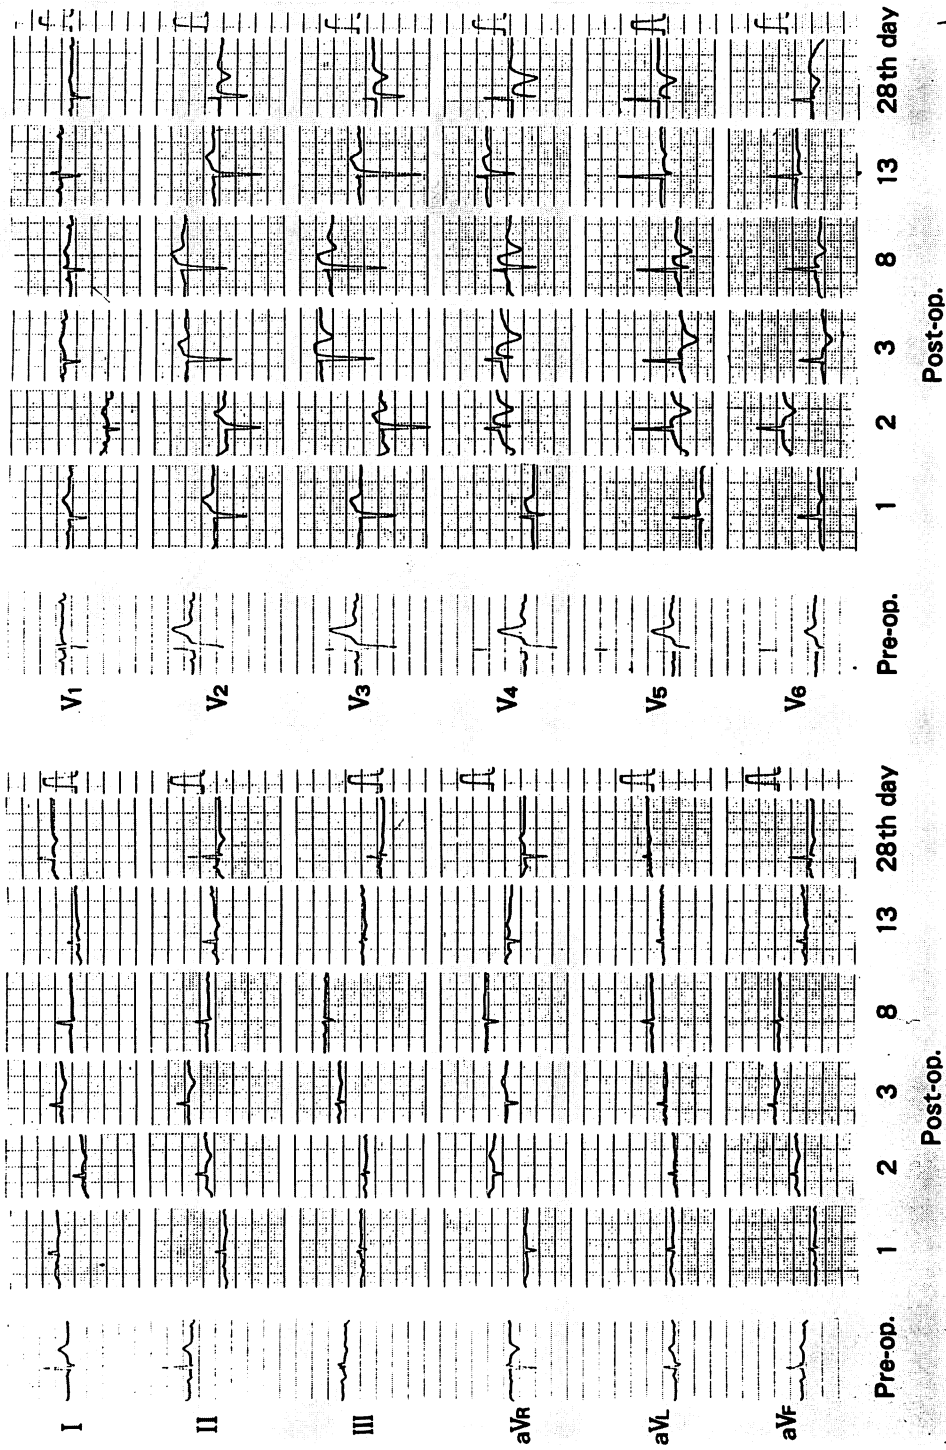 I
II
III
aVR
aVL
aVF
Pre-op. 1 2 3 8 13 28th day
Post-op.
V1
V2
V3
V4
V5
V6
Pre-op. 1 2 3 8 13 28th day
Post-op.